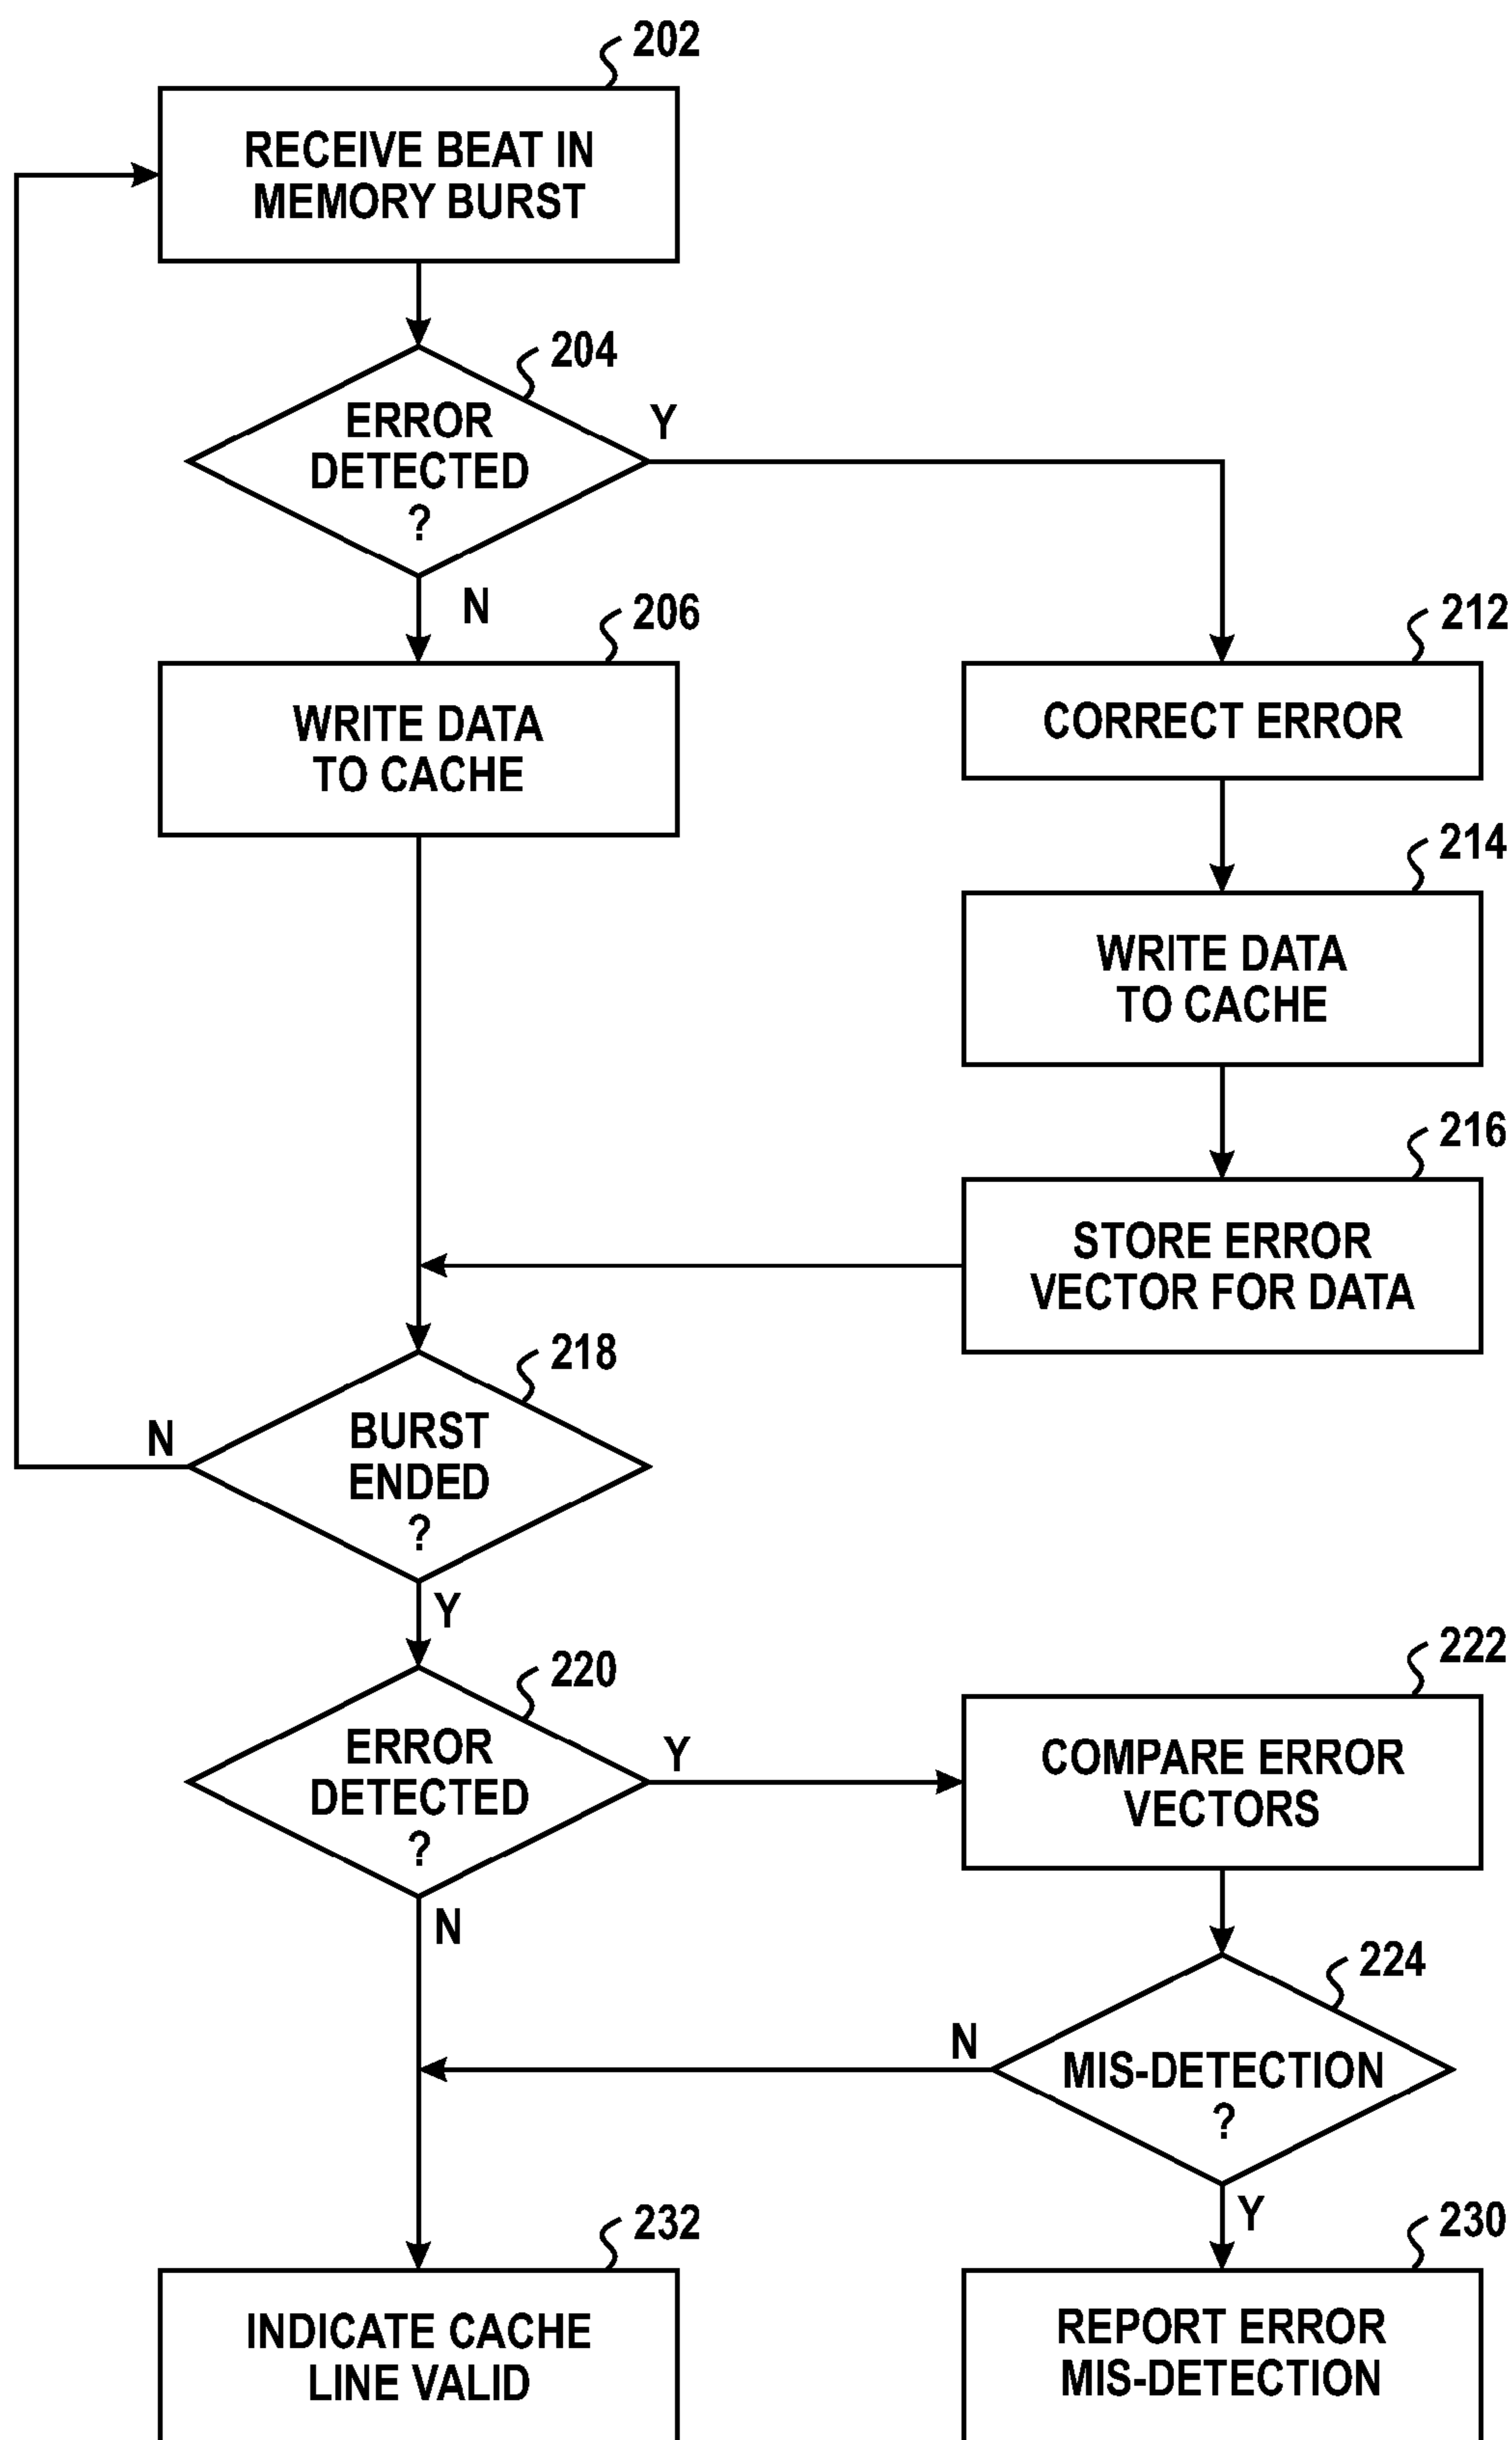 202
RECEIVE BEAT IN
MEMORY BURST
204
ERROR
DETECTED
?
Y
N
206
WRITE DATA
TO CACHE
212
CORRECT ERROR
214
WRITE DATA
TO CACHE
216
STORE ERROR
VECTOR FOR DATA
218
BURST
ENDED
?
N
Y
220
ERROR
DETECTED
?
Y
N
222
COMPARE ERROR
VECTORS
224
MIS-DETECTION
?
N
Y
232
INDICATE CACHE
LINE VALID
230
REPORT ERROR
MIS-DETECTION